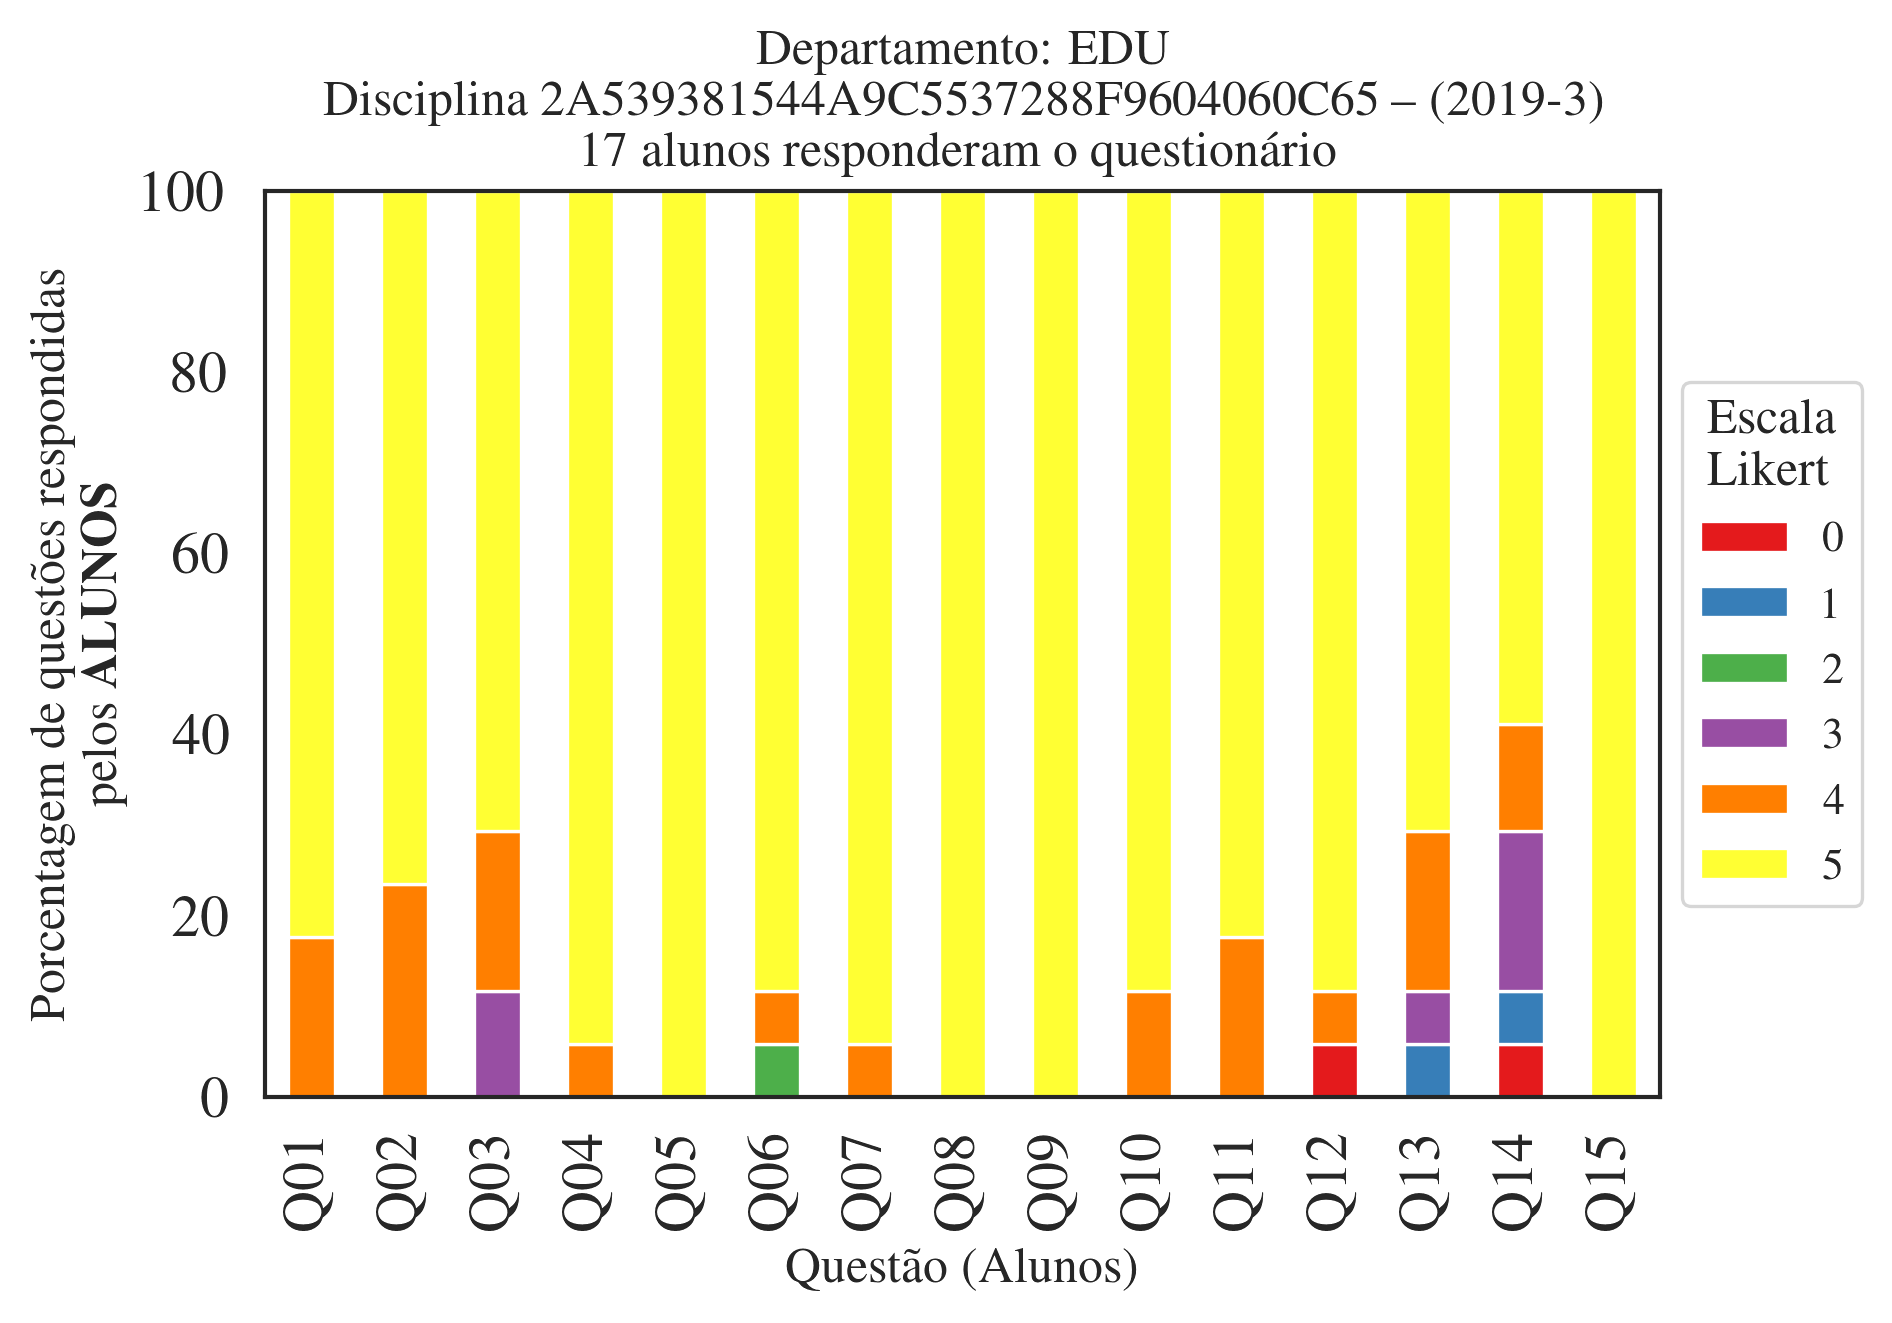 Departamento: EDU
Disciplina 2A539381544A9C5537288F9604060C65 – (2019-3)
17 alunos responderam o questionário
Porcentagem de questões respondidas
pelos ALUNOS
100
80
60
40
20
0
Q01
Q02
Q03
Q04
Q05
Q06
Q07
Q08
Q09
Q10
Q11
Q12
Q13
Q14
Q15
Questão (Alunos)
Escala
Likert
0
1
2
3
4
5